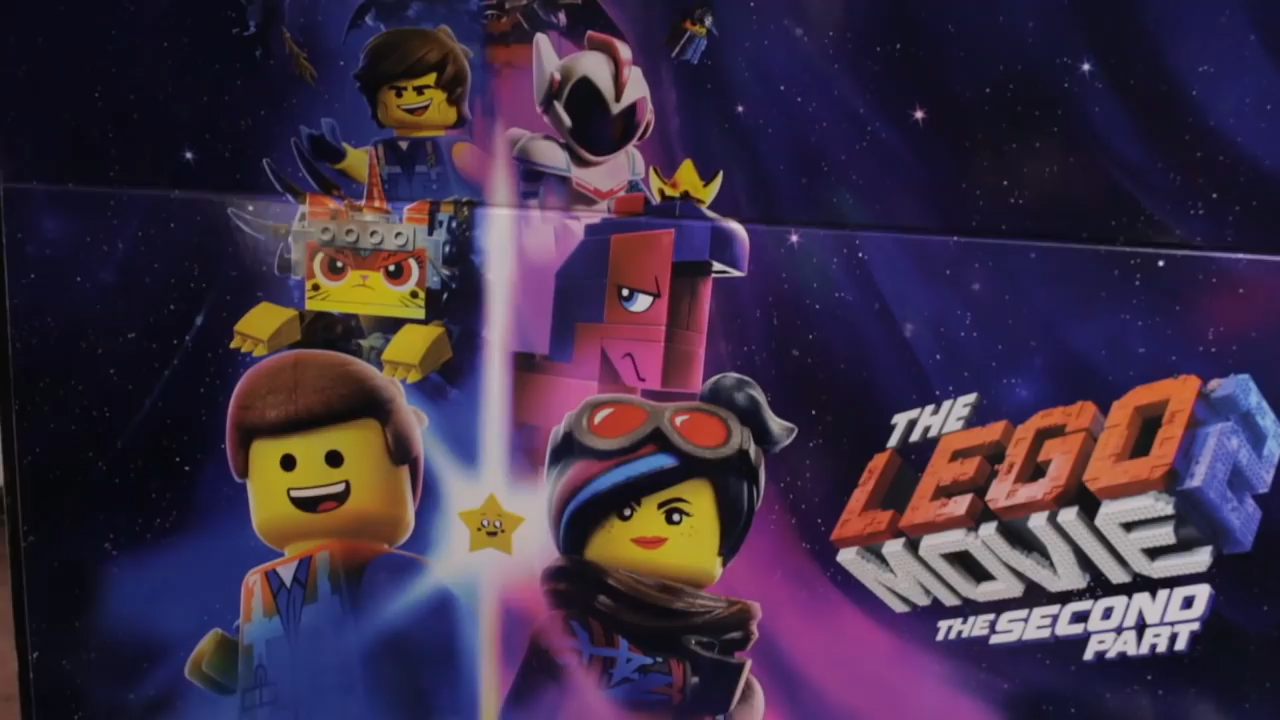 THE
LEGO 2
MOVIE
THE SECOND
PART